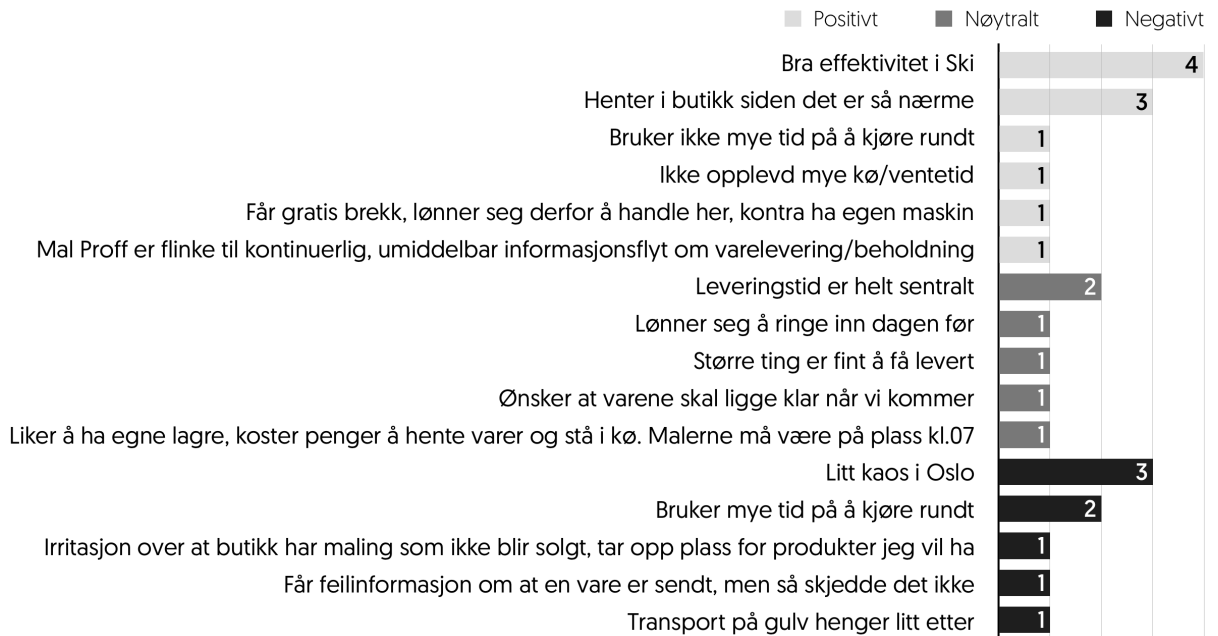 Positivt Nøytralt Negativt
Bra effektivitet i Ski 4
Henter i butikk siden det er så nærme 3
Bruker ikke mye tid på å kjøre rundt 1
Ikke opplevd mye kø/ventetid 1
Får gratis brekk, lønner seg derfor å handle her, kontra ha egen maskin 1
Mal Proff er flinke til kontinuerlig, umiddelbar informasjonsflyt om varelevering/beholdning 1
Leveringstid er helt sentralt 2
Lønner seg å ringe inn dagen før 1
Større ting er fint å få levert 1
Ønsker at varene skal ligge klar når vi kommer 1
Liker å ha egne lagre, koster penger å hente varer og stå i kø. Malerne må være på plass kl.07 1
Litt kaos i Oslo 3
Bruker mye tid på å kjøre rundt 2
Irritasjon over at butikk har maling som ikke blir solgt, tar opp plass for produkter jeg vil ha 1
Får feilinformasjon om at en vare er sendt, men så skjedde det ikke 1
Transport på gulv henger litt etter 1